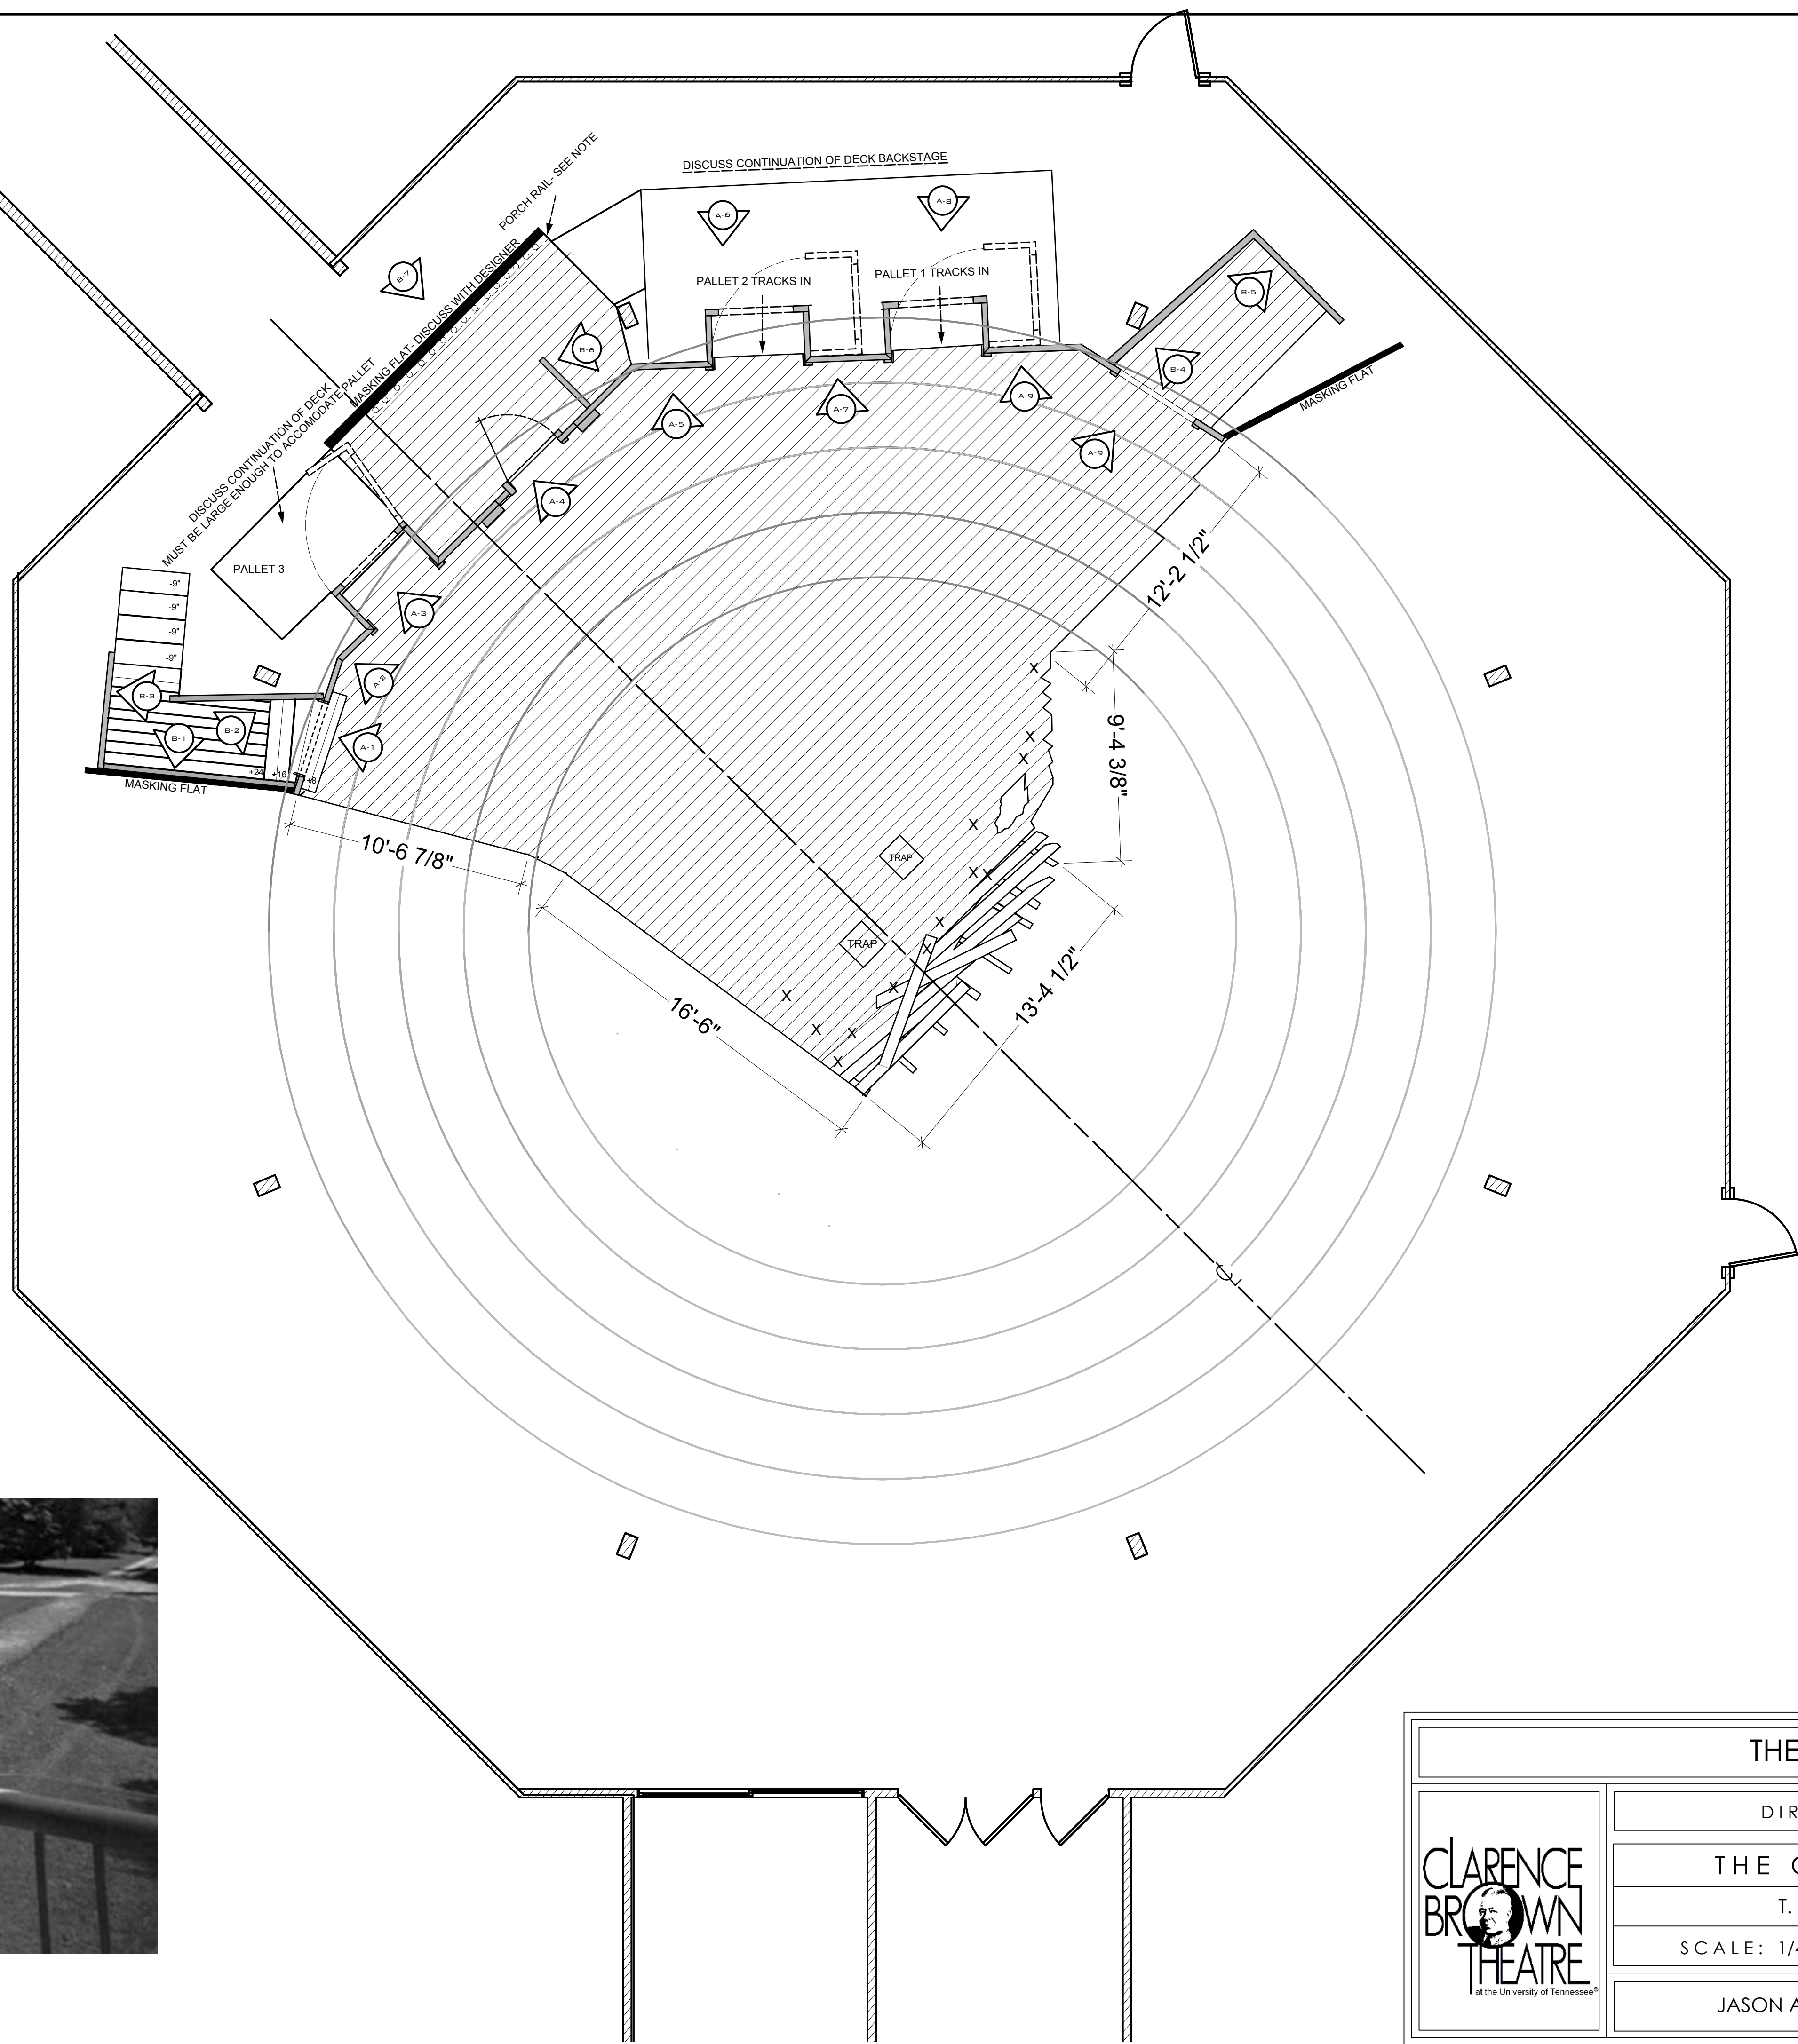 PORCH RAIL- SEE NOTE
DISCUSS CONTINUATION OF DECK BACKSTAGE
A-6
A-8
B-7
MASKING FLAT- DISCUSS WITH DESIGNER
PALLET 2 TRACKS IN
PALLET 1 TRACKS IN
B-5
B-6
B-4
MASKING FLAT
DISCUSS CONTINUATION OF DECK
MUST BE LARGE ENOUGH TO ACCOMODATE PALLET
A-5
A-7
A-9
A-9
A-4
PALLET 3
-9"
-9"
-9"
-9"
A-3
12'-2 1/2"
X
A-2
B-3
B-2
B-1
A-1
X
X
9'-4 3/8"
+24
+16
+8
MASKING FLAT
10'-6 7/8"
X
TRAP
X
X
X
TRAP
X
X
X
13'-4 1/2"
16'-6"
X
X
X
CL
THE
DIR
THE
T.
SCALE: 1/4
JASON A
CLARENCE
BROWN
THEATRE
at the University of Tennessee®